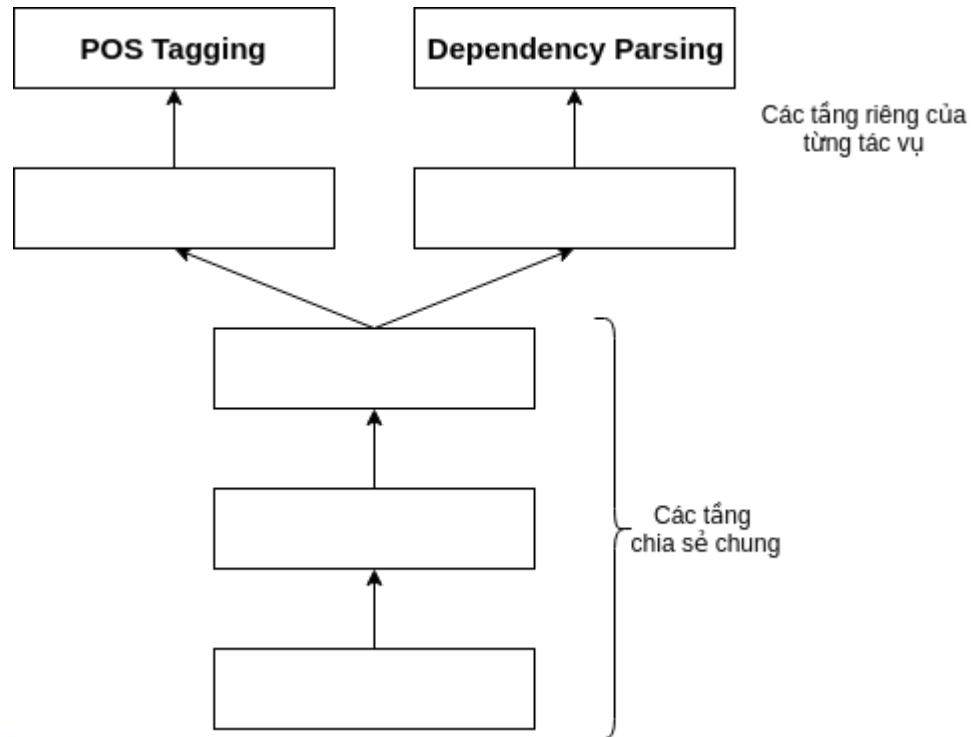 POS Tagging
Dependency Parsing
Các tầng riêng của
từng tác vụ
Các tầng
chia sẻ chung